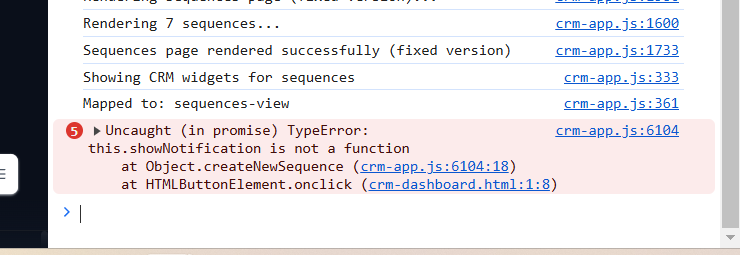 Rendering 7 sequences... crm-app.js:1600
Sequences page rendered successfully (fixed version) crm-app.js:1733
Showing CRM widgets for sequences crm-app.js:333
Mapped to: sequences-view crm-app.js:361
5 Uncaught (in promise) TypeError: crm-app.js:6104
this.showNotification is not a function
at Object.createNewSequence (crm-app.js:6104:18)
at HTMLButtonElement.onclick (crm-dashboard.html:1:8)